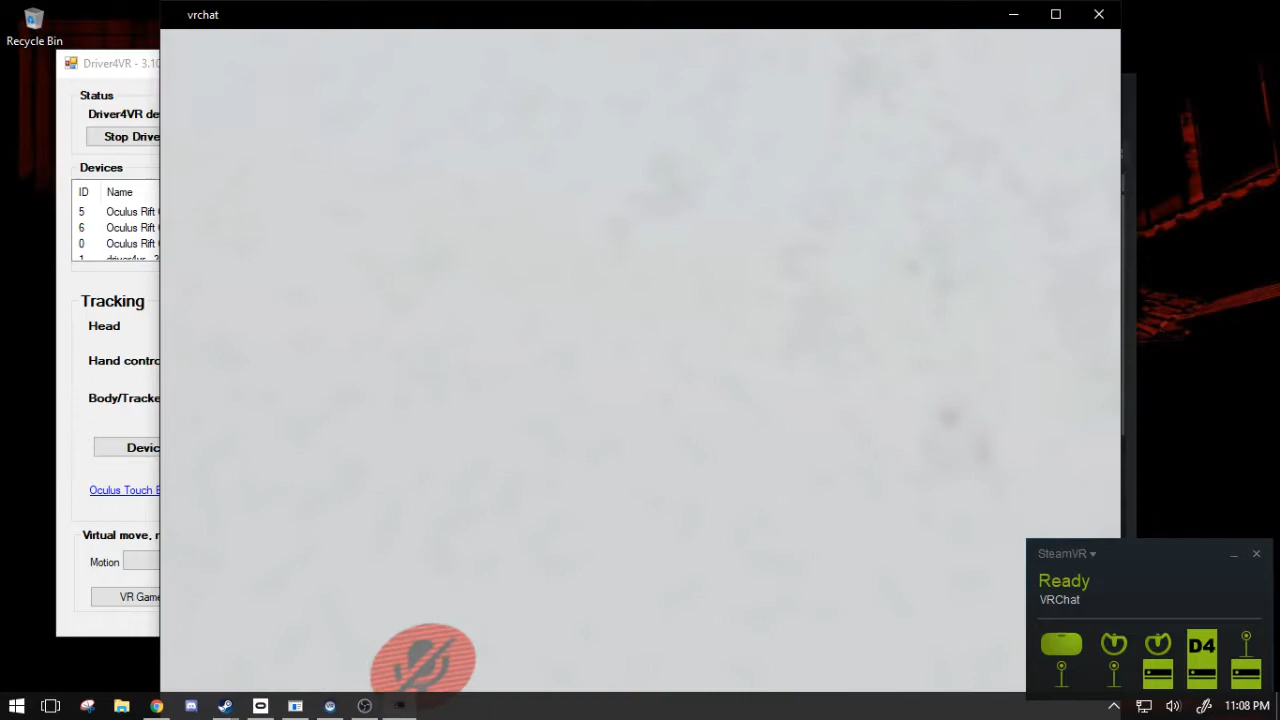 vrchat
Recycle Bin
Driver4VR - 3.10
Status
Driver4VR de
Stop Drive
Devices
ID Name
5 Oculus Rift
6 Oculus Rift
0 Oculus Rift
Tracking
Head
Hand contro
Body/Tracke
Devic
Oculus Touch
Virtual move, r
Motion
VR Game
SteamVR
Ready
VRChat
D4
11:08 PM